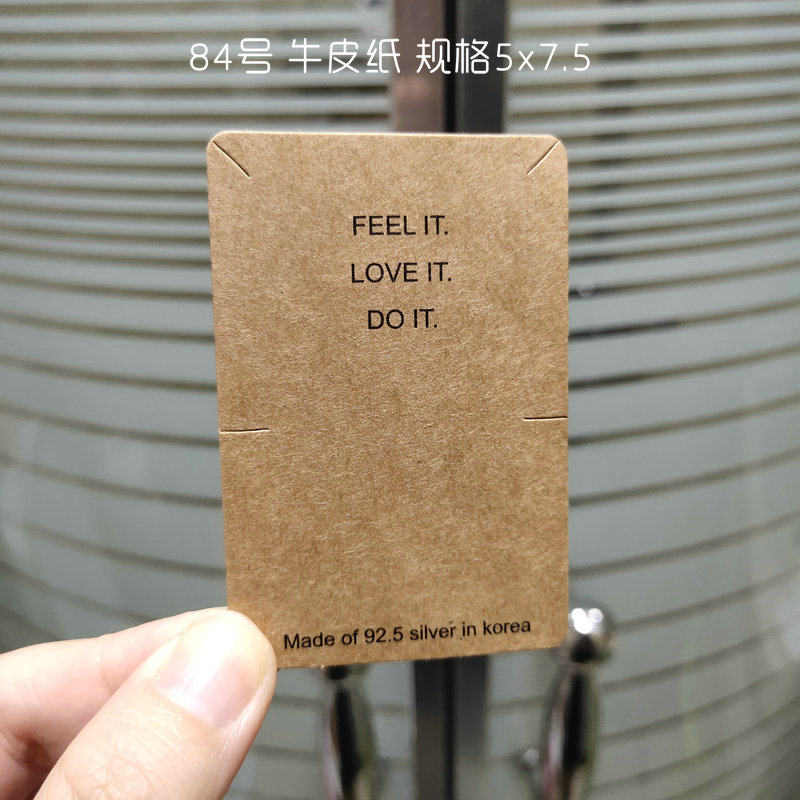 84号 牛皮纸 规格5x7.5
FEEL IT.
LOVE IT.
DO IT.
Made of 92.5 silver in korea